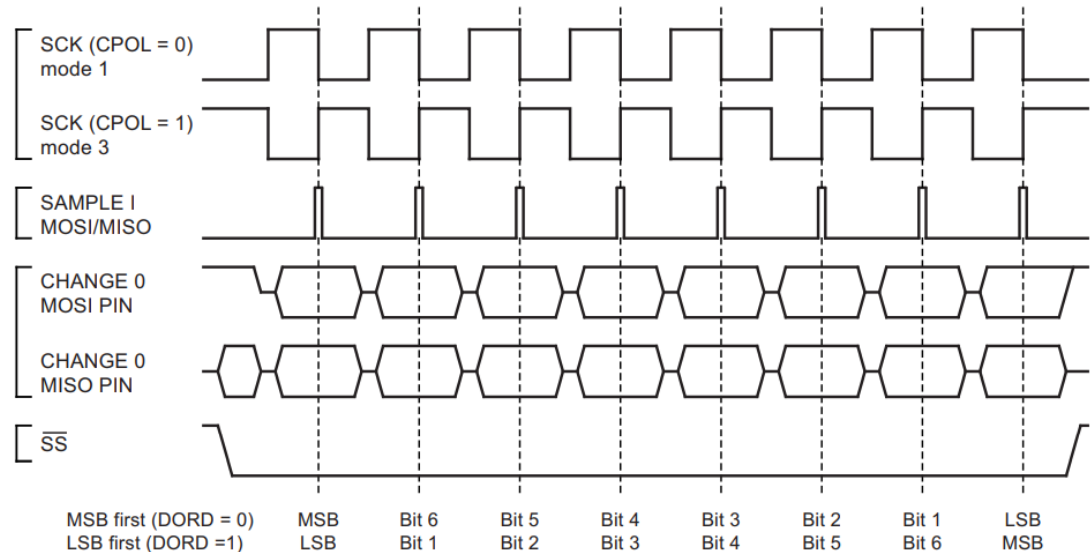 SCK (CPOL = 0)
mode 1
SCK (CPOL = 1)
mode 3
SAMPLE I
MOSI/MISO
CHANGE 0
MOSI PIN
CHANGE 0
MISO PIN
SS
MSB first (DORD = 0) MSB Bit 6 Bit 5 Bit 4 Bit 3 Bit 2 Bit 1 LSB
LSB first (DORD =1) LSB Bit 1 Bit 2 Bit 3 Bit 4 Bit 5 Bit 6 MSB